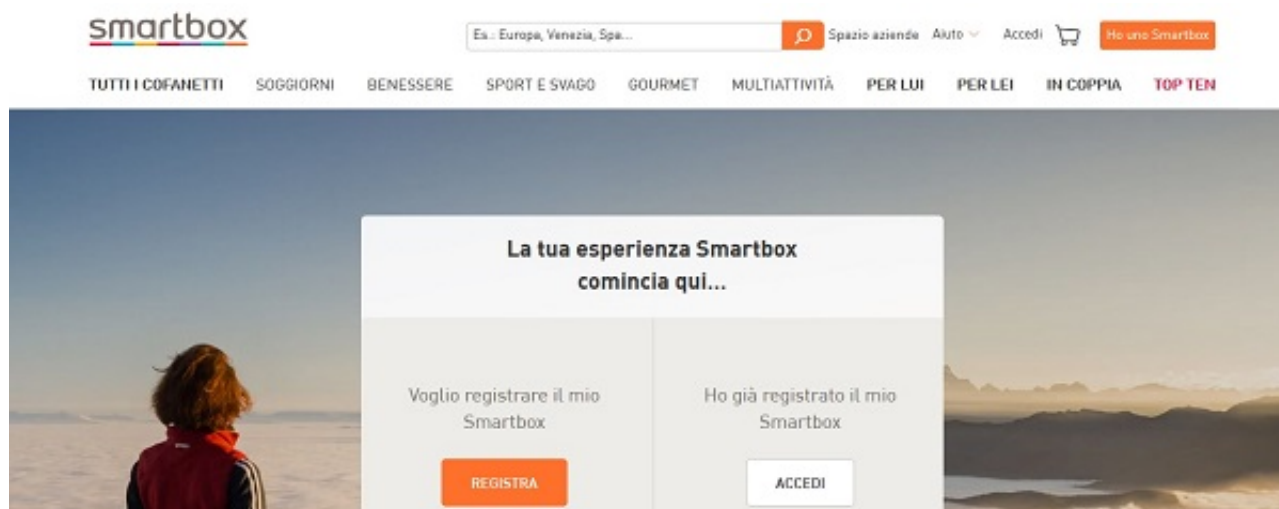 smartbox
Es.: Europa, Venezia, Spa...
Spazio aziende Aiuto Accedi Ho uno Smartbox
TUTTI I COFANETTI SOGGIORNI BENESSERE SPORT E SVAGO GOURMET MULTIATTIVITÀ PER LUI PER LEI IN COPPIA TOP TEN
La tua esperienza Smartbox
comincia qui...
Voglio registrare il mio
Smartbox
REGISTRA
Ho già registrato il mio
Smartbox
ACCEDI